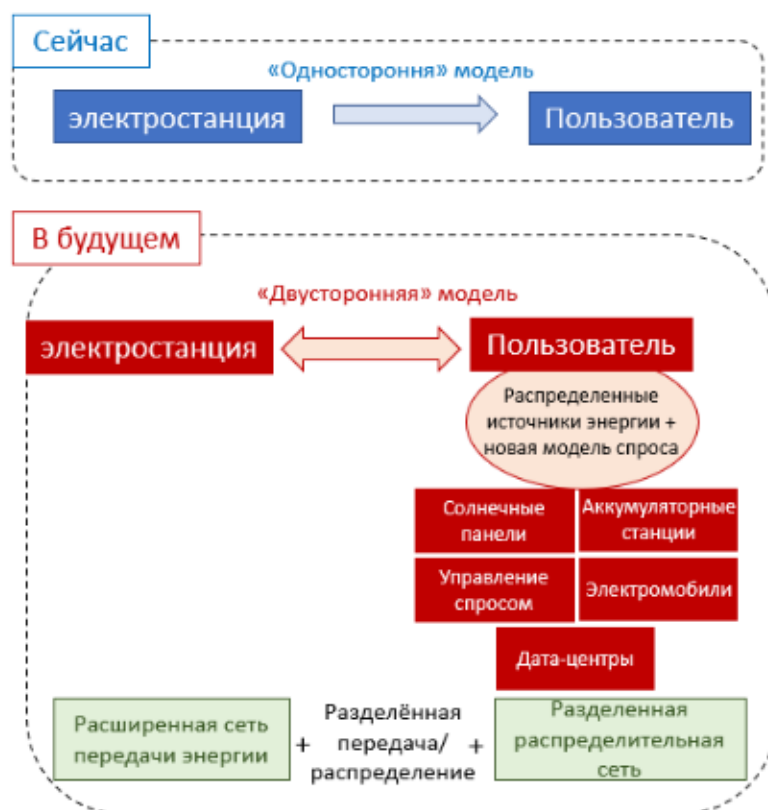 Сейчас
«Одностороння» модель
электростанция
Пользователь
В будущем
«Двусторонняя» модель
электростанция
Пользователь
Распределенные
источники энергии +
новая модель спроса
Солнечные
панели
Аккумуляторные
станции
Управление
спросом
Электромобили
Дата-центры
Расширенная сеть
передачи энергии
+
Разделённая
передача/
распределение
+
Разделенная
распределительная
сеть